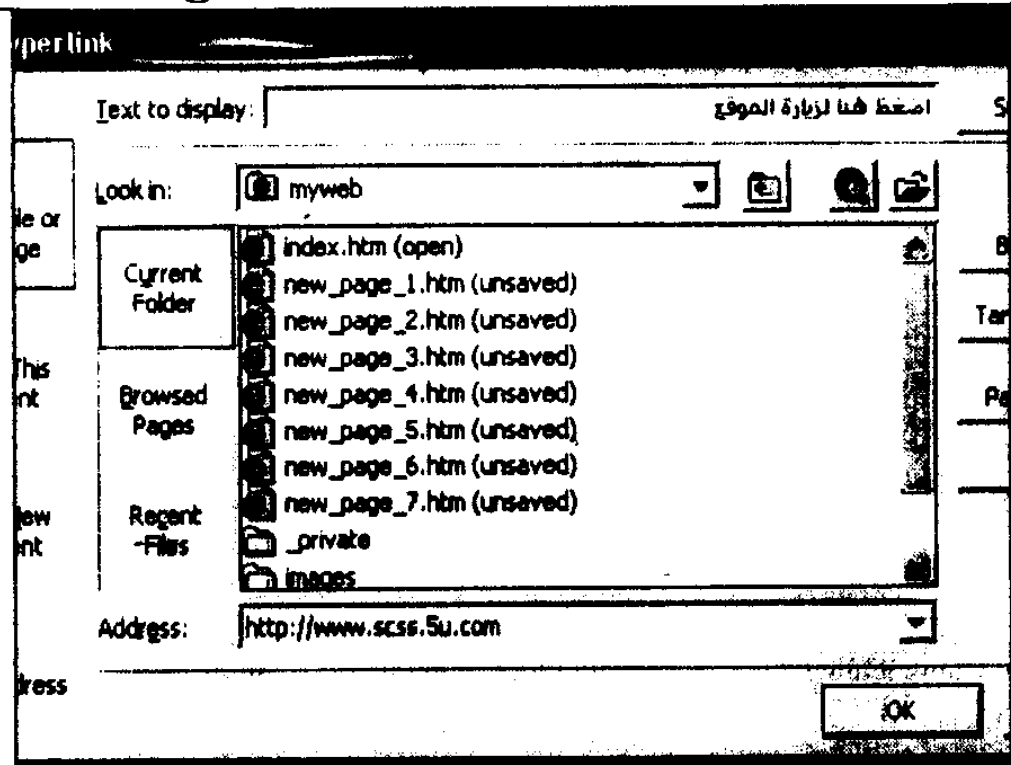 yperlink
Text to display: اضغظ هنا لزيارة الموقع
Look in: myweb
Current Folder
Browsed Pages
Recent Files
index.htm (open)
new_page_1.htm (unsaved)
new_page_2.htm (unsaved)
new_page_3.htm (unsaved)
new_page_4.htm (unsaved)
new_page_5.htm (unsaved)
new_page_6.htm (unsaved)
new_page_7.htm (unsaved)
_private
images
Address: http://www.scss.5u.com
OK